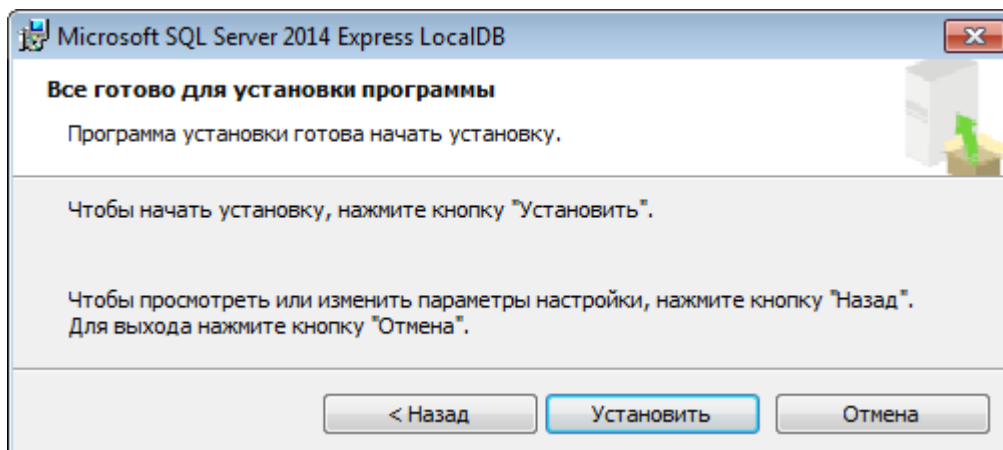 Microsoft SQL Server 2014 Express LocalDB
Все готово для установки программы
Программа установки готова начать установку.
Чтобы начать установку, нажмите кнопку "Установить".
Чтобы просмотреть или изменить параметры настройки, нажмите кнопку "Назад".
Для выхода нажмите кнопку "Отмена".
< Назад
Установить
Отмена